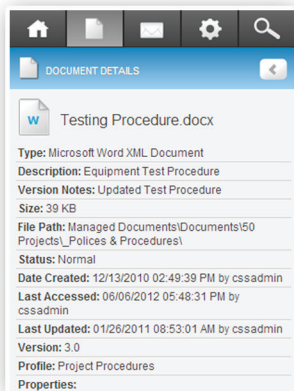 DOCUMENT DETAILS
W
Testing Procedure.docx
Type: Microsoft Word XML Document
Description: Equipment Test Procedure
Version Notes: Updated Test Procedure
Size: 39 KB
File Path: Managed Documents\Documents\50
Projects\_Polices & Procedures\
Status: Normal
Date Created: 12/13/2010 02:49:39 PM by cssadmin
Last Accessed: 06/06/2012 05:48:31 PM by
cssadmin
Last Updated: 01/26/2011 08:53:01 AM by cssadmin
Version: 3.0
Profile: Project Procedures
Properties: